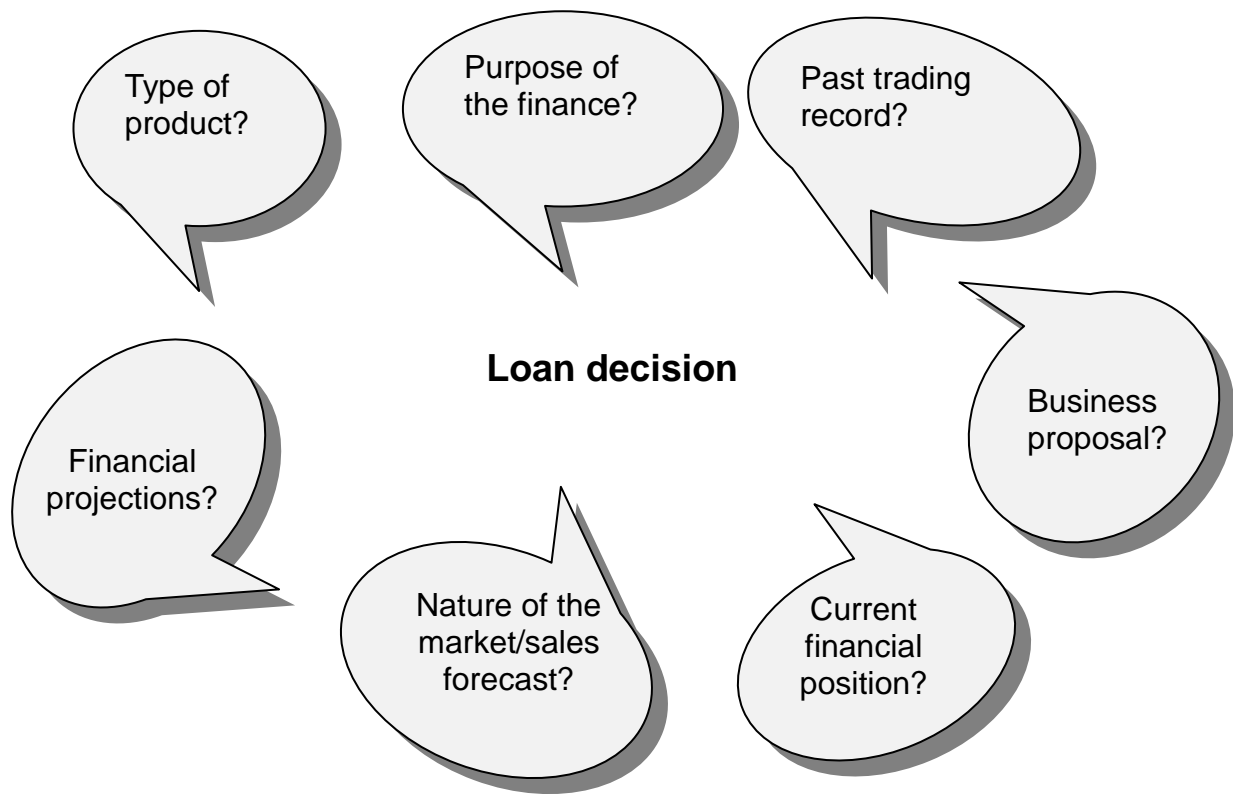 Type of
product?
Purpose of
the finance?
Past trading
record?
Loan decision
Business
proposal?
Financial
projections?
Nature of the
market/sales
forecast?
Current
financial
position?